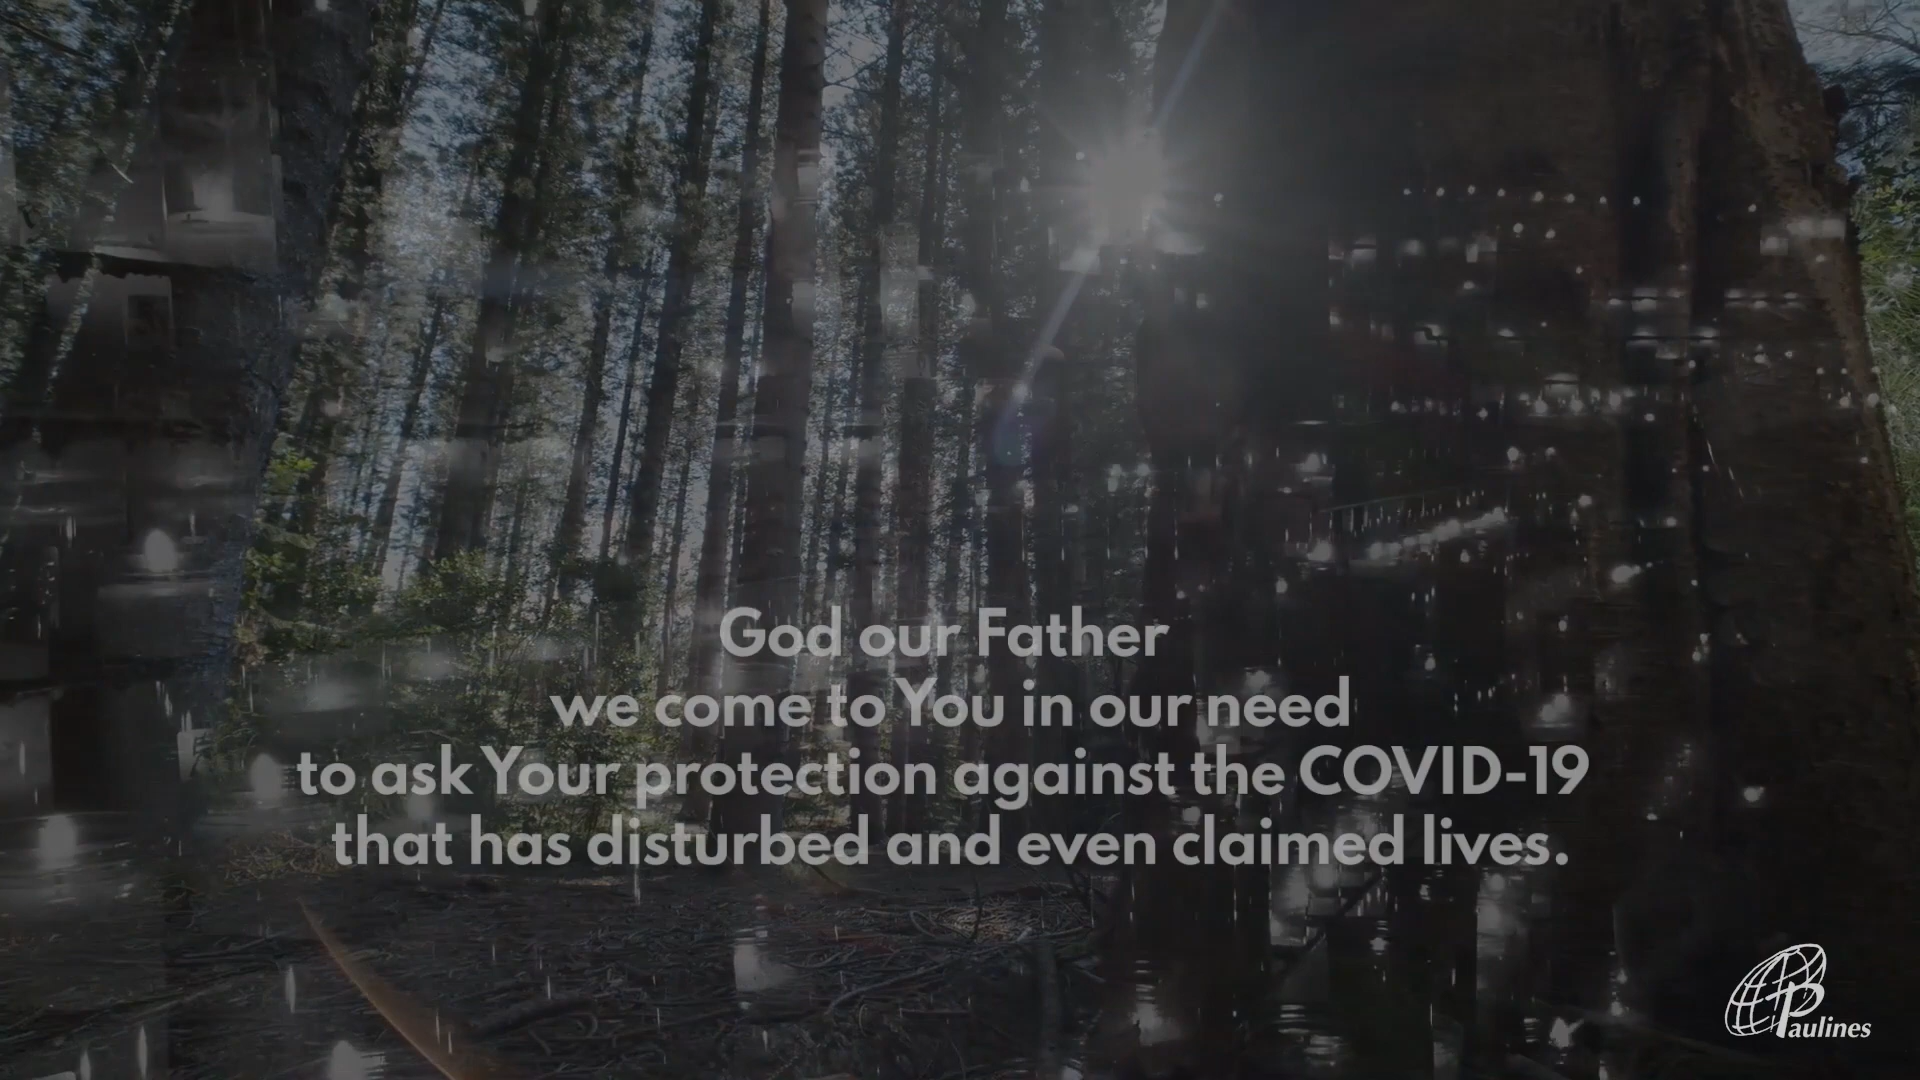 God our Father
we come to You in our need
to ask Your protection against the COVID-19
that has disturbed and even claimed lives.
Paulines